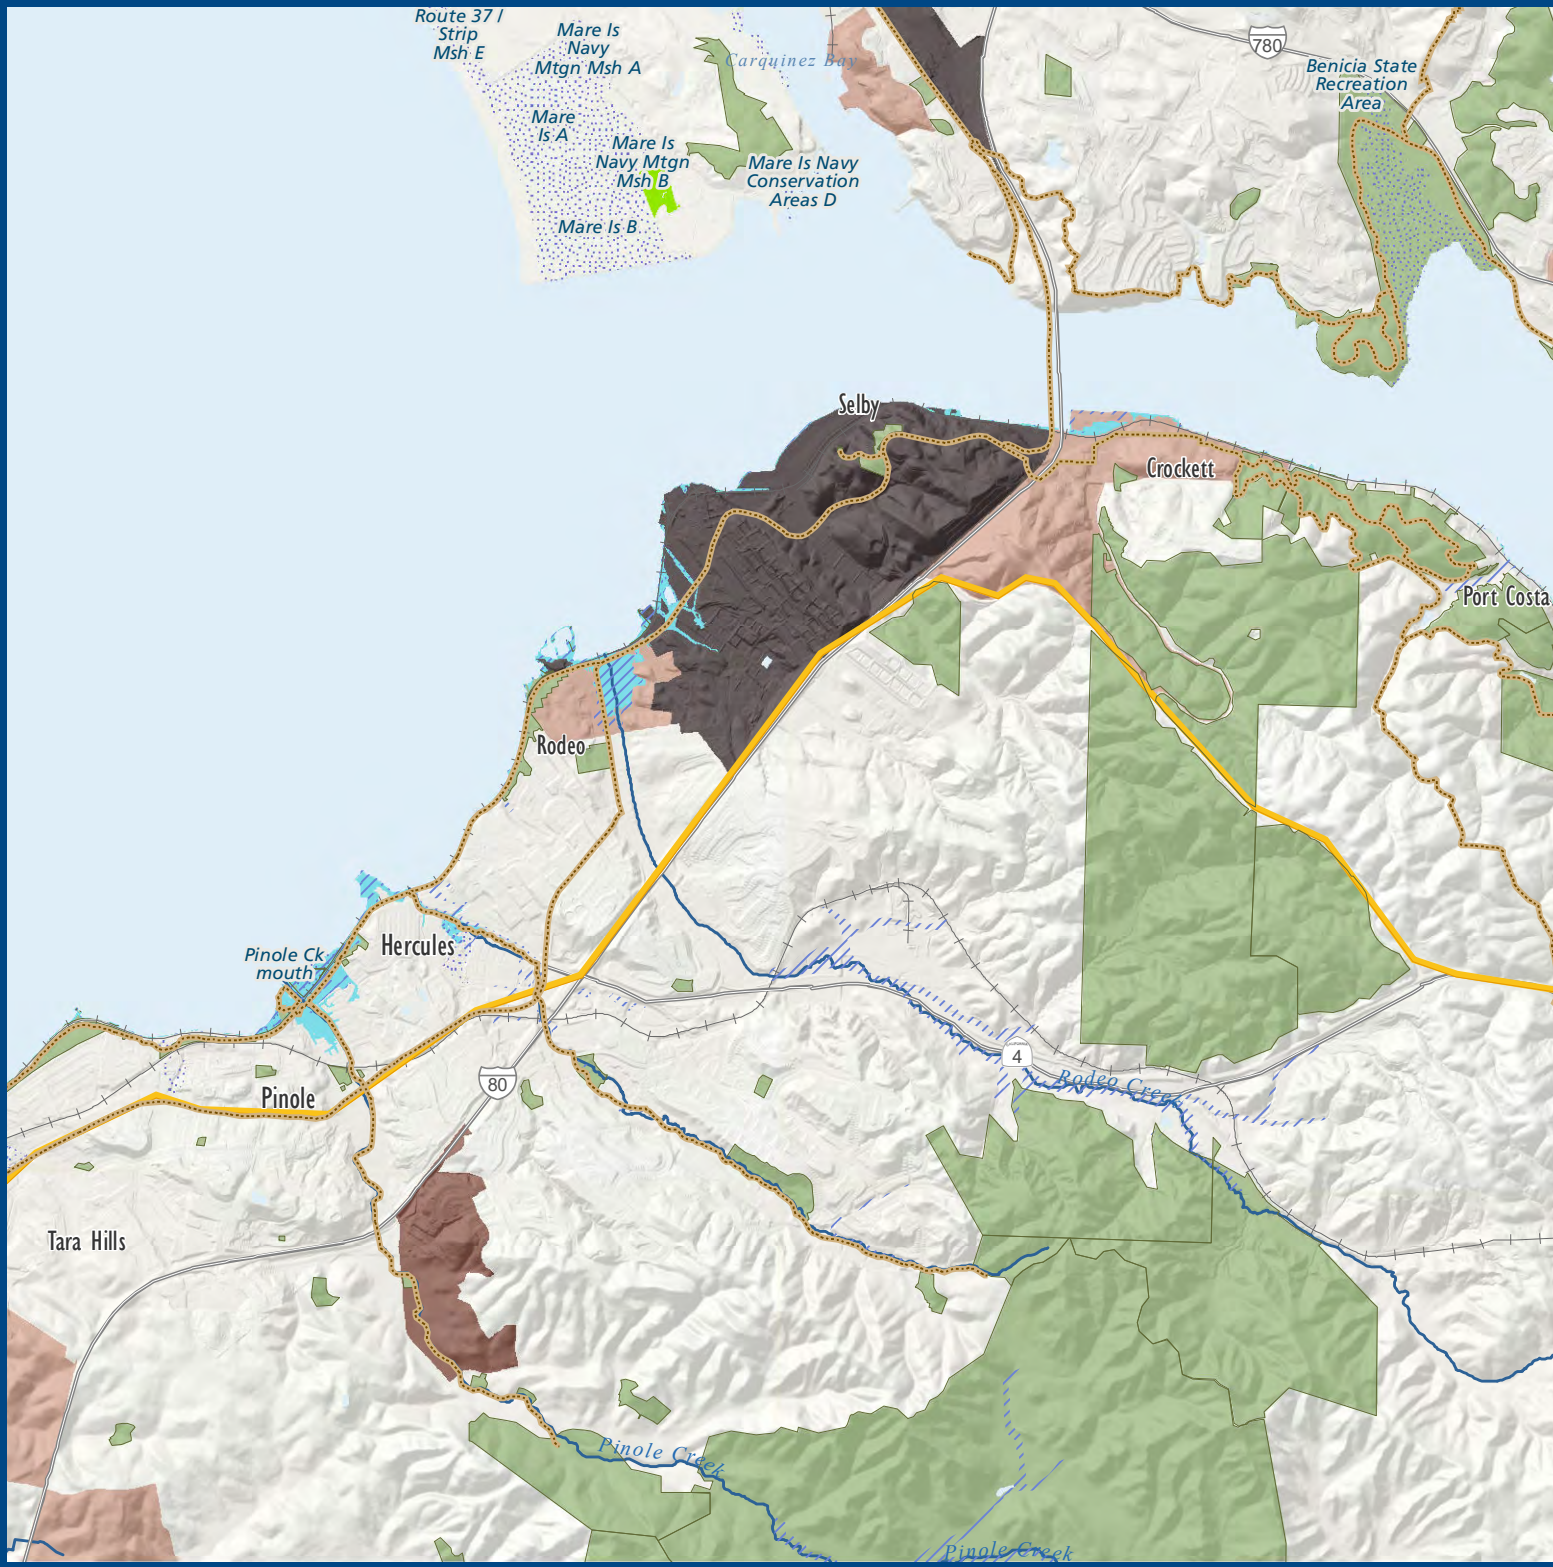 Route 37 /
Strip
Msh E
Mare Is
Navy
Mtgn Msh A
Carquinez Bay
780
Benicia State
Recreation
Area
Mare
Is A
Mare Is
Navy Mtgn
Msh B
Mare Is Navy
Conservation
Areas D
Mare Is B
Selby
Crockett
Port Costa
Rodeo
Hercules
Pinole Ck
mouth
4
Rodeo Creek
80
Pinole
Tara Hills
Pinole Creek
Pinole Creek